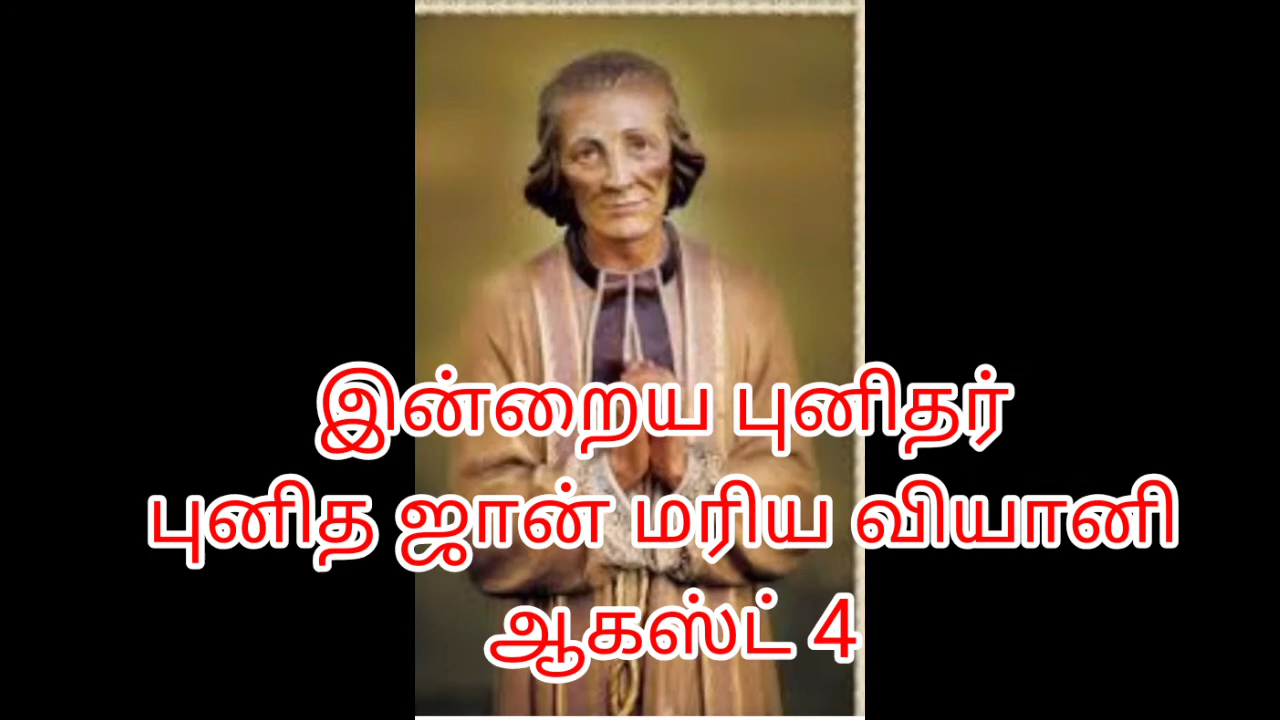 இன்றைய புனிதர்
புனித ஜான் மரிய வியானி
ஆகஸ்ட் 4